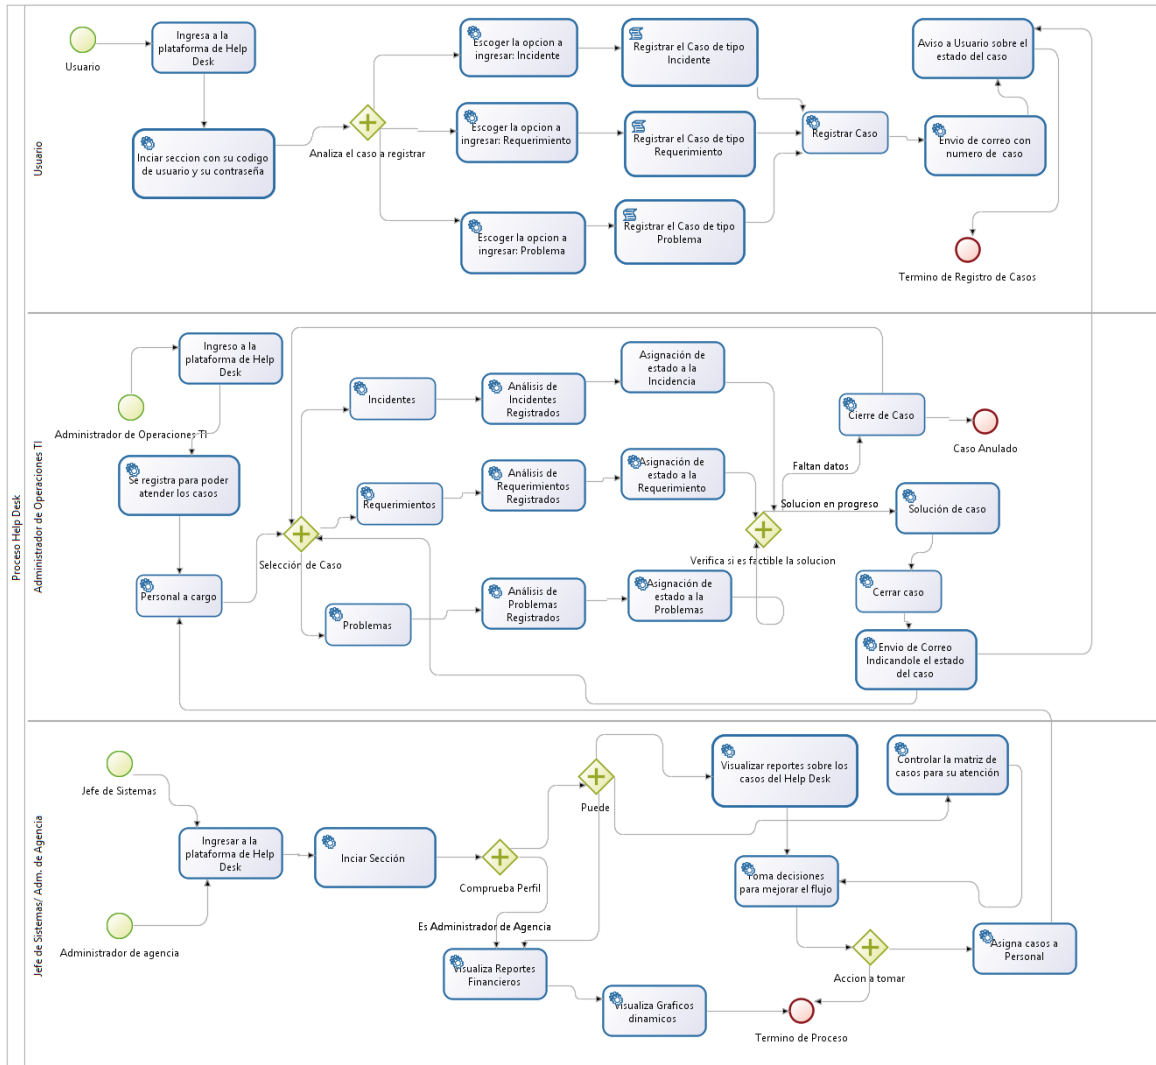 Proceso Help Desk
Usuario
Usuario
Ingresa a la
plataforma de Help
Desk
Inciar seccion con su codigo
de usuario y su contraseña
Analiza el caso a registrar
Escoger la opcion a
ingresar: Incidente
Registrar el Caso de tipo
Incidente
Escoger la opcion a
ingresar: Requerimiento
Registrar el Caso de tipo
Requerimiento
Escoger la opcion a
ingresar: Problema
Registrar el Caso de tipo
Problema
Registrar Caso
Envio de correo con
numero de caso
Aviso a Usuario sobre el
estado del caso
Termino de Registro de Casos
Administrador de Operaciones TI
Administrador de Operaciones TI
Ingreso a la
plataforma de Help
Desk
Se registra para poder
atender los casos
Personal a cargo
Selección de Caso
Incidentes
Análisis de
Incidentes
Registrados
Asignación de
estado a la
Incidencia
Requerimientos
Análisis de
Requerimientos
Registrados
Asignación de
estado a la
Requerimiento
Problemas
Análisis de
Problemas
Registrados
Asignación de
estado a la
Problemas
Verifica si es factible la solucion
Faltan datos
Solucion en progreso
Cierre de Caso
Caso Anulado
Solución de caso
Cerrar caso
Envio de Correo
Indicandole el estado
del caso
Jefe de Sistemas/ Adm. de Agencia
Jefe de Sistemas
Administrador de agencia
Ingresar a la
plataforma de Help
Desk
Inciar Sección
Comprueba Perfil
Es Administrador de Agencia
Puede
Visualizar reportes sobre los
casos del Help Desk
Controlar la matriz de
casos para su atención
Toma decisiones
para mejorar el flujo
Accion a tomar
Asigna casos a
Personal
Visualiza Reportes
Financieros
Visualiza Graficos
dinamicos
Termino de Proceso